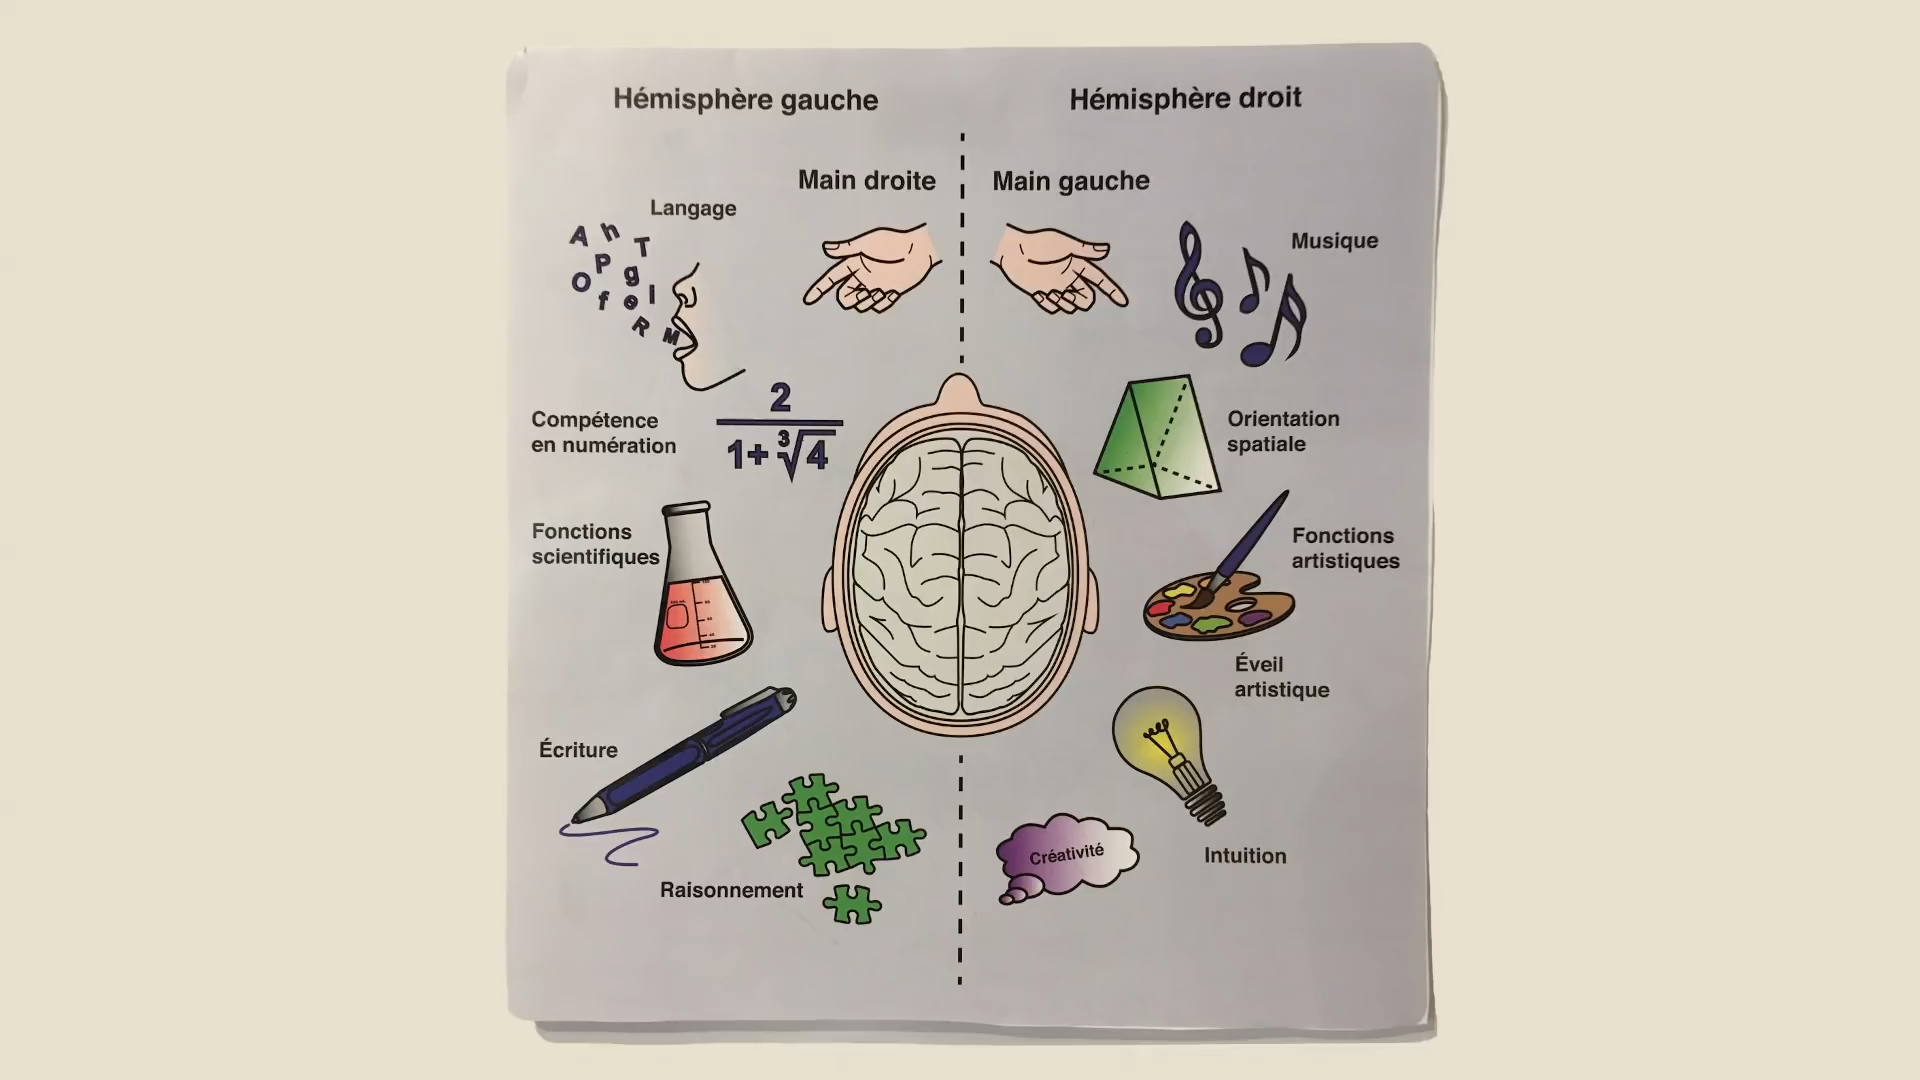 Hémisphère gauche
Hémisphère droit
Main droite
Main gauche
Langage
A h T
P g
O f e l
R M
Musique
Compétence
en numération
2
1+ ³√4
Orientation
spatiale
Fonctions
scientifiques
Fonctions
artistiques
Éveil
artistique
Écriture
Créativité
Intuition
Raisonnement